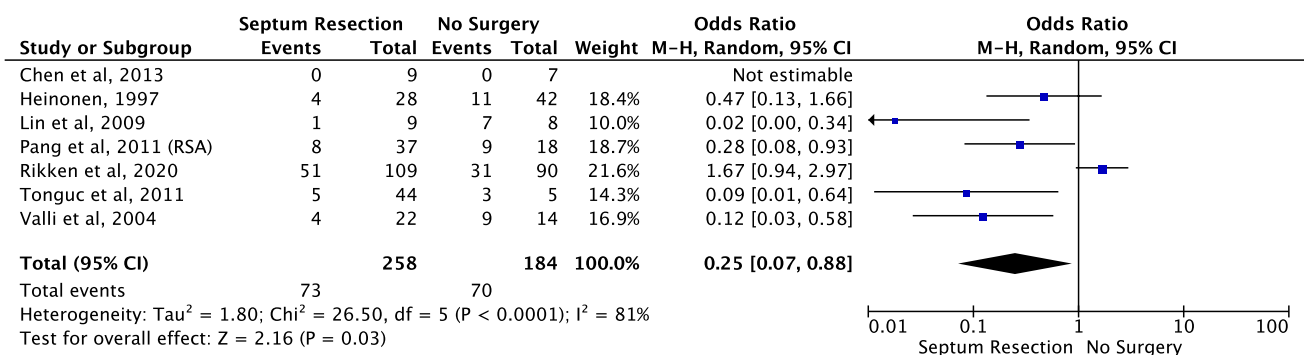 Septum Resection No Surgery Odds Ratio Odds Ratio
Study or Subgroup Events Total Events Total Weight M-H, Random, 95% CI M-H, Random, 95% CI
Chen et al, 2013 0 9 0 7 Not estimable
Heinonen, 1997 4 28 11 42 18.4% 0.47 [0.13, 1.66]
Lin et al, 2009 1 9 7 8 10.0% 0.02 [0.00, 0.34]
Pang et al, 2011 (RSA) 8 37 9 18 18.7% 0.28 [0.08, 0.93]
Rikken et al, 2020 51 109 31 90 21.6% 1.67 [0.94, 2.97]
Tonguc et al, 2011 5 44 3 5 14.3% 0.09 [0.01, 0.64]
Valli et al, 2004 4 22 9 14 16.9% 0.12 [0.03, 0.58]
Total (95% CI) 258 184 100.0% 0.25 [0.07, 0.88]
Total events 73 70
Heterogeneity: Tau² = 1.80; Chi² = 26.50, df = 5 (P < 0.0001); I² = 81%
Test for overall effect: Z = 2.16 (P = 0.03)
0.01 0.1 1 10 100
Septum Resection No Surgery